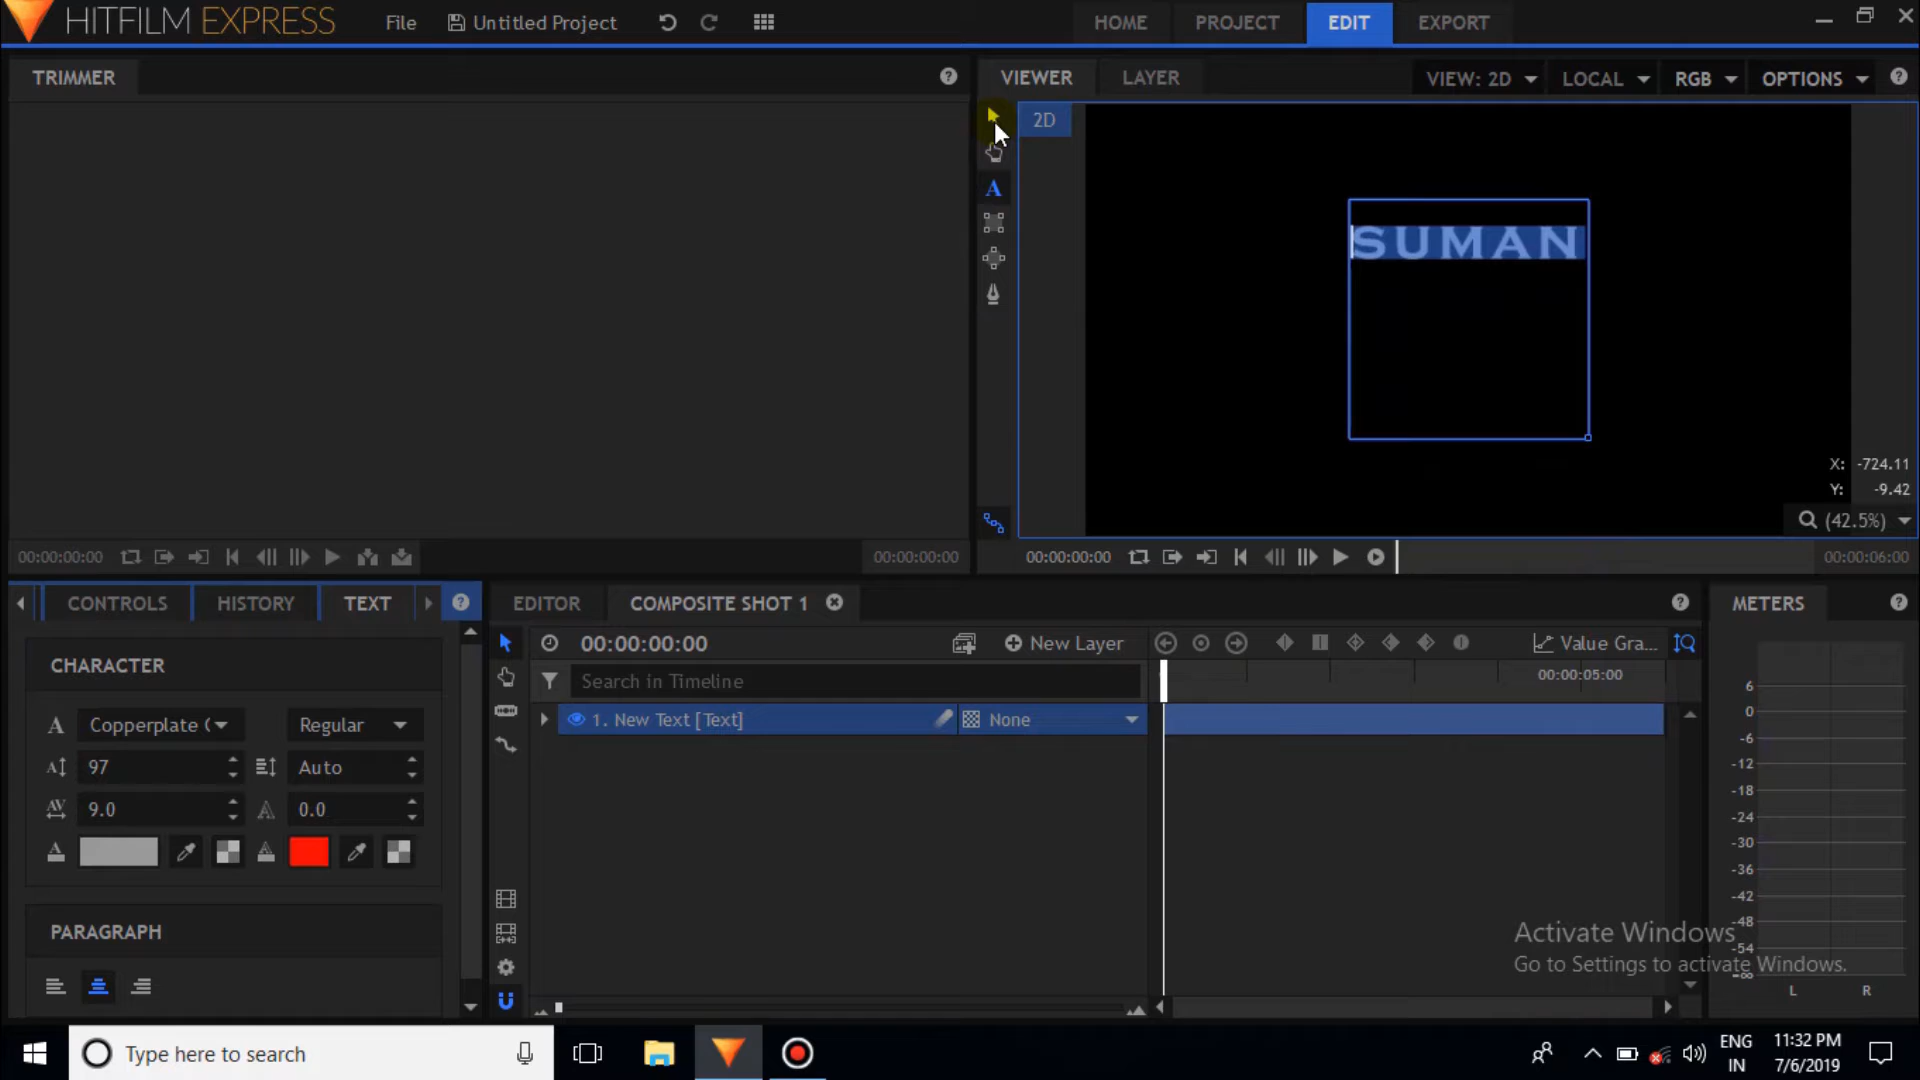 HITFILM EXPRESS
File
Untitled Project
HOME
PROJECT
EDIT
EXPORT
TRIMMER
VIEWER
LAYER
VIEW: 2D
LOCAL
RGB
OPTIONS
2D
SUMAN
X: -724.11
Y: -9.42
(42.5%)
00:00:00:00
00:00:00:00
00:00:00:00
00:00:06:00
CONTROLS
HISTORY
TEXT
EDITOR
COMPOSITE SHOT 1
METERS
CHARACTER
00:00:00:00
New Layer
Value Gra...
Search in Timeline
00:00:05:00
Copperplate (
Regular
1. New Text [Text]
None
97
Auto
9.0
0.0
6
0
-6
-12
-18
-24
-30
-36
-42
-48
-54
-∞
L
R
PARAGRAPH
Activate Windows
Go to Settings to activate Windows.
Type here to search
ENG
IN
11:32 PM
7/6/2019